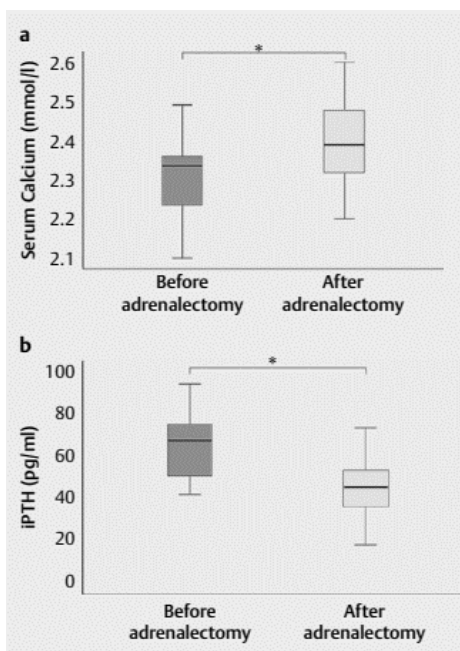 a
*
Serum Calcium (mmol/l)
2.6
2.5
2.4
2.3
2.2
2.1
Before
adrenalectomy
After
adrenalectomy
b
*
iPTH (pg/ml)
100
80
60
40
20
0
Before
adrenalectomy
After
adrenalectomy